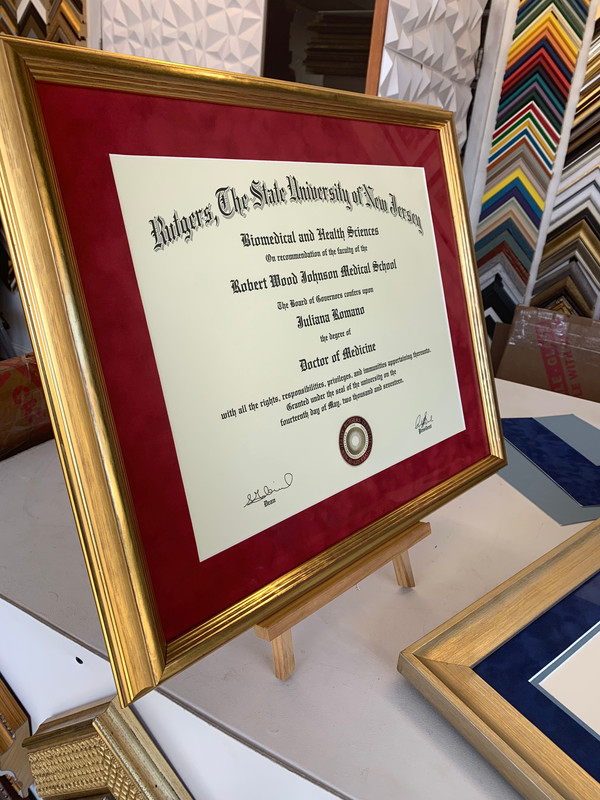 Rutgers, The State University of New Jersey
Biomedical and Health Sciences
On recommendation of the faculty of the
Robert Wood Johnson Medical School
The Board of Governors confers upon
Juliana Romano
the degree of
Doctor of Medicine
with all the rights, responsibilities, privileges, and immunities appertaining thereunto.
Granted under the seal of the university on the
fourteenth day of May, two thousand and seventeen.
Dean
President